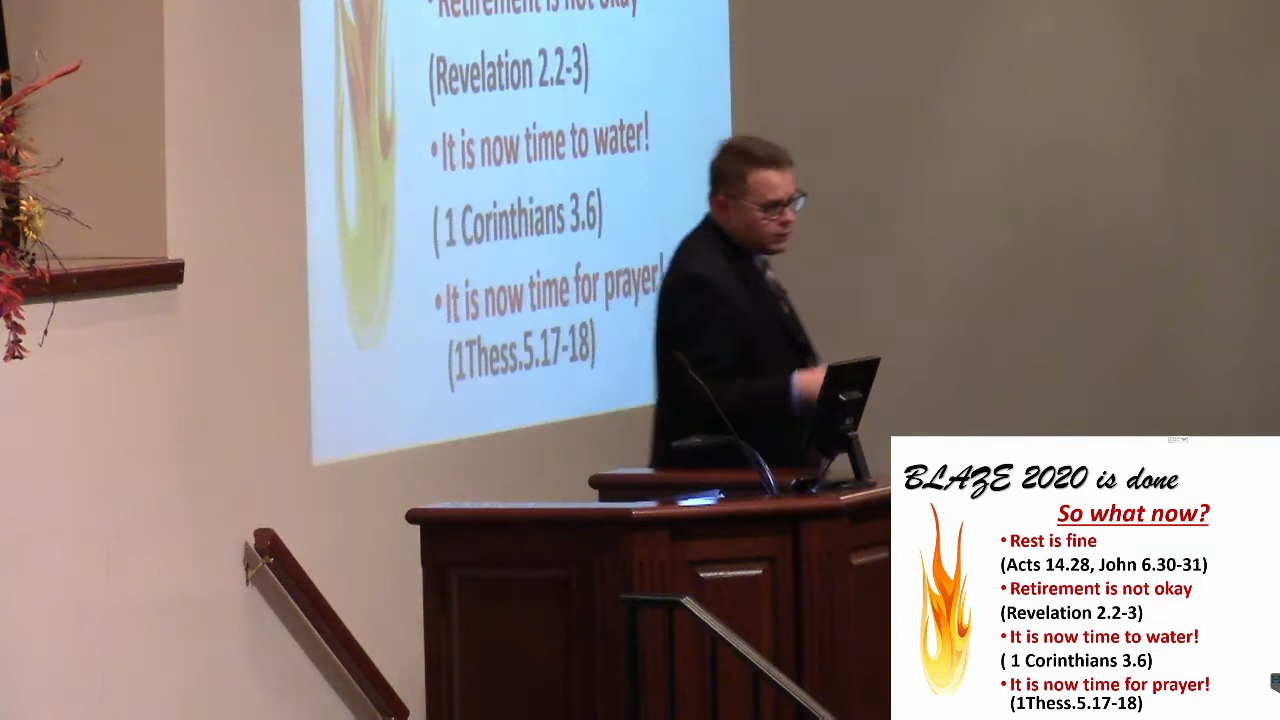 •Retirement is not okay
(Revelation 2.2-3)
•It is now time to water!
( 1 Corinthians 3.6)
•It is now time for prayer!
(1Thess.5.17-18)
BLAZE 2020 is done
So what now?
•Rest is fine
(Acts 14.28, John 6.30-31)
•Retirement is not okay
(Revelation 2.2-3)
•It is now time to water!
( 1 Corinthians 3.6)
•It is now time for prayer!
(1Thess.5.17-18)